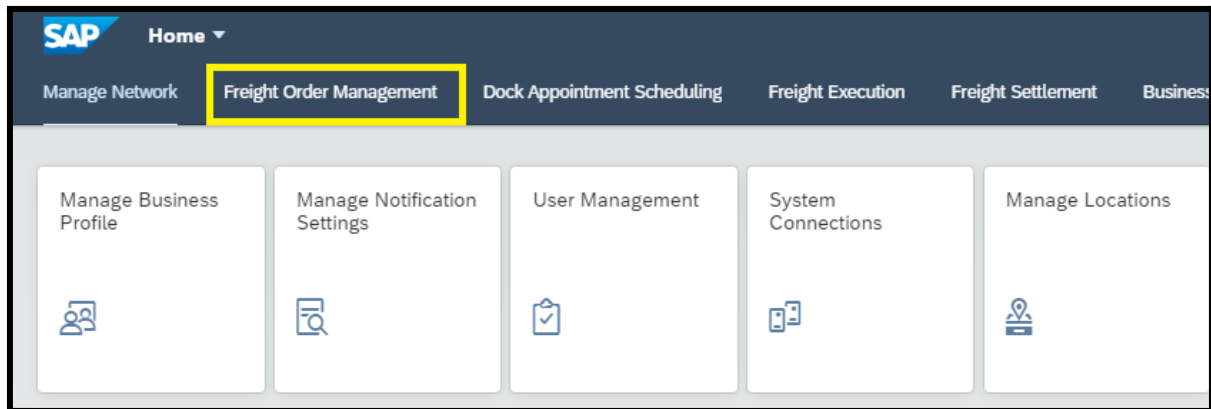 SAP Home
Manage Network Freight Order Management Dock Appointment Scheduling Freight Execution Freight Settlement Business
Manage Business
Profile
Manage Notification
Settings
User Management
System
Connections
Manage Locations